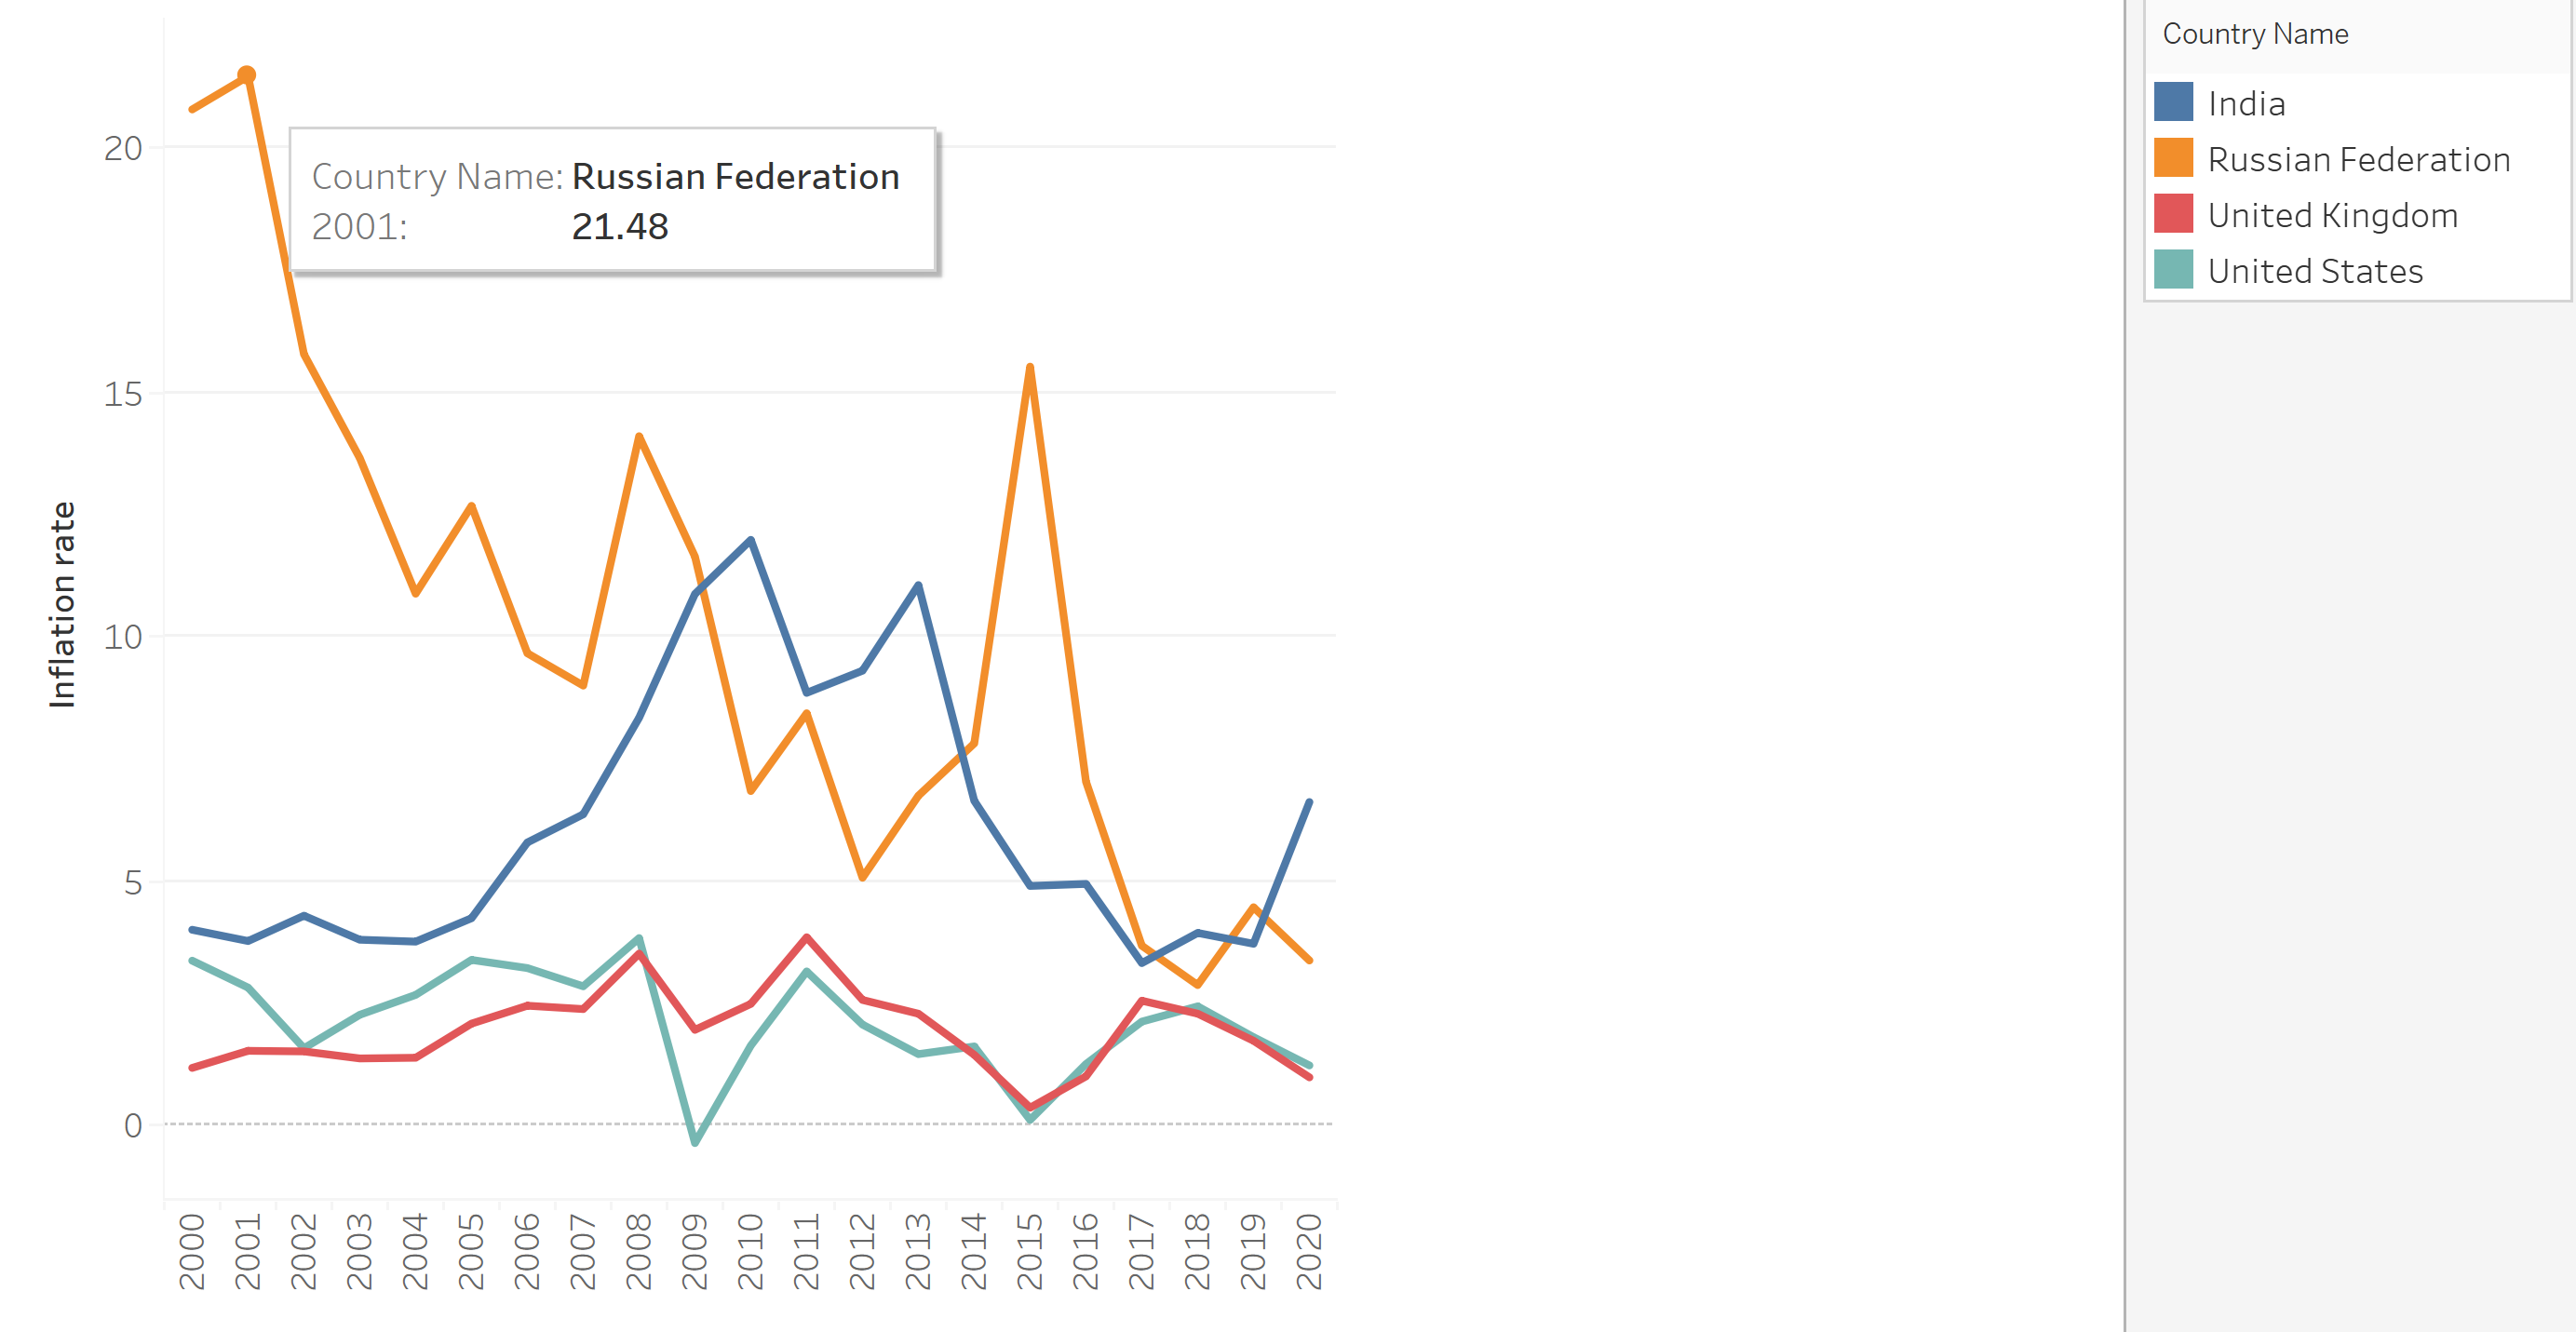 Country Name
India
Russian Federation
United Kingdom
United States
Country Name: Russian Federation
2001: 21.48
Inflation rate
20
15
10
5
0
2000 2001 2002 2003 2004 2005 2006 2007 2008 2009 2010 2011 2012 2013 2014 2015 2016 2017 2018 2019 2020